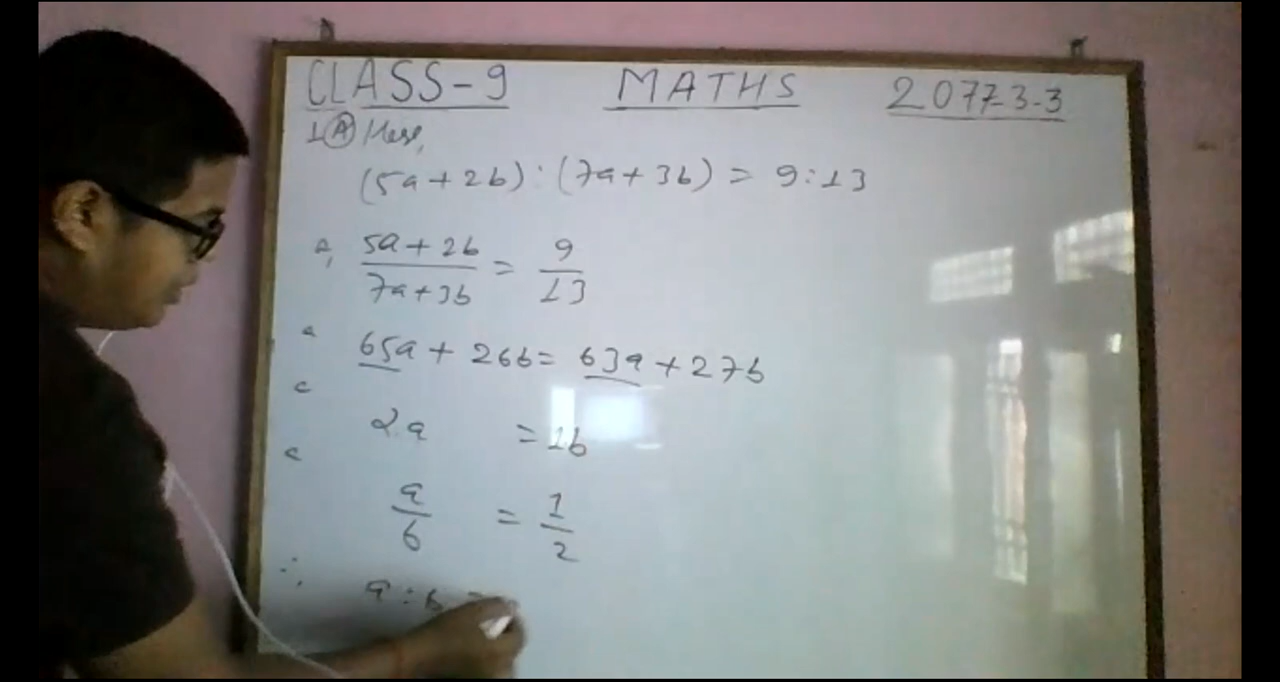 CLASS-9 MATHS 2077-3-3
1 (A) Here,
(5a+2b):(7a+3b) = 9:13
5a+2b / 7a+3b = 9 / 13
65a + 26b = 63a + 27b
2a = 1b
a / b = 1 / 2
∴ a:b =